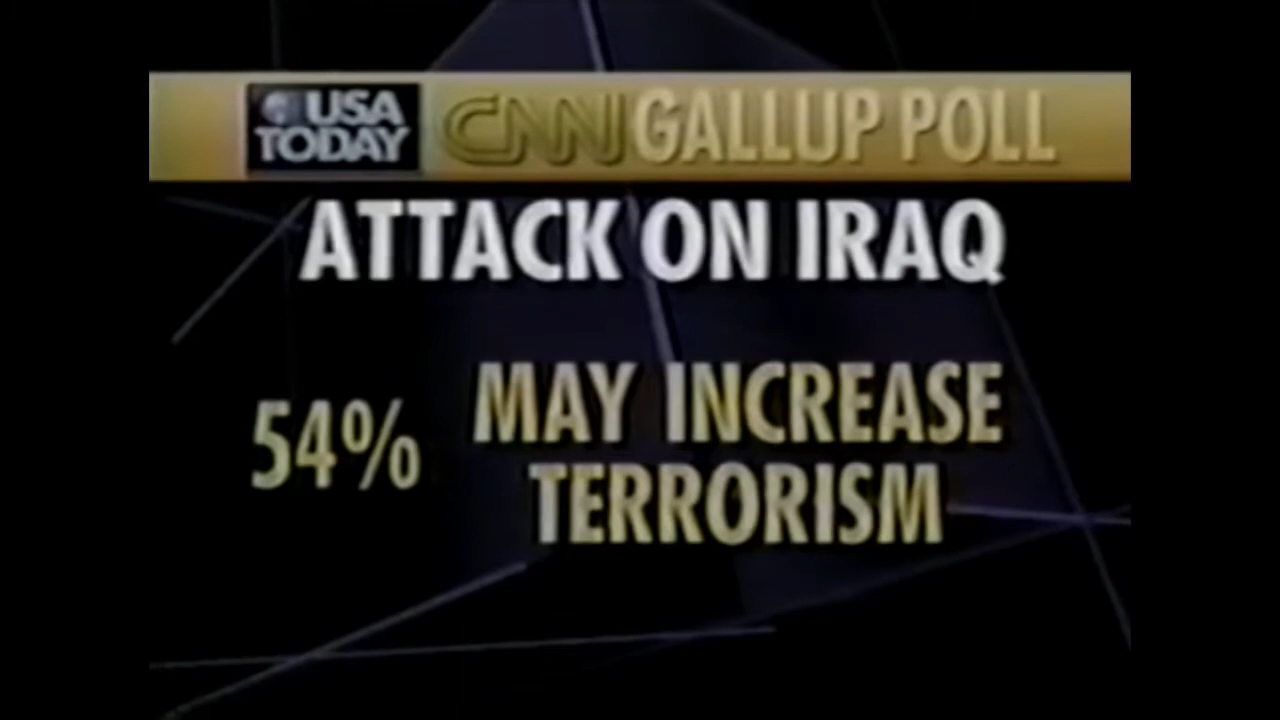 USA TODAY CNN GALLUP POLL
ATTACK ON IRAQ
54% MAY INCREASE
TERRORISM